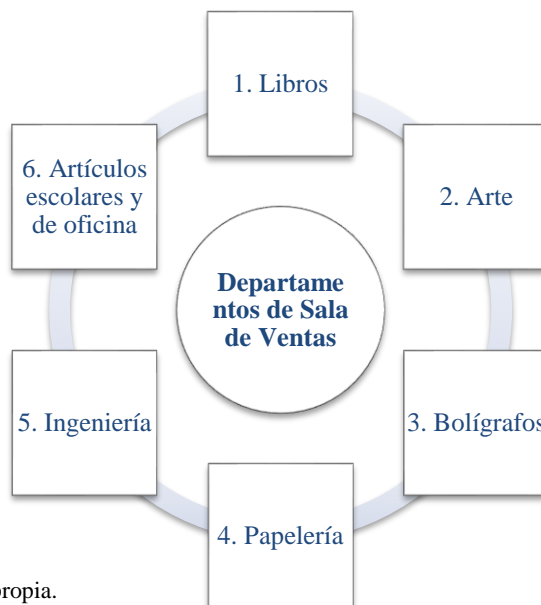 1. Libros
2. Arte
3. Bolígrafos
4. Papelería
5. Ingeniería
6. Artículos
escolares y
de oficina
Departame
ntos de Sala
de Ventas
propia.